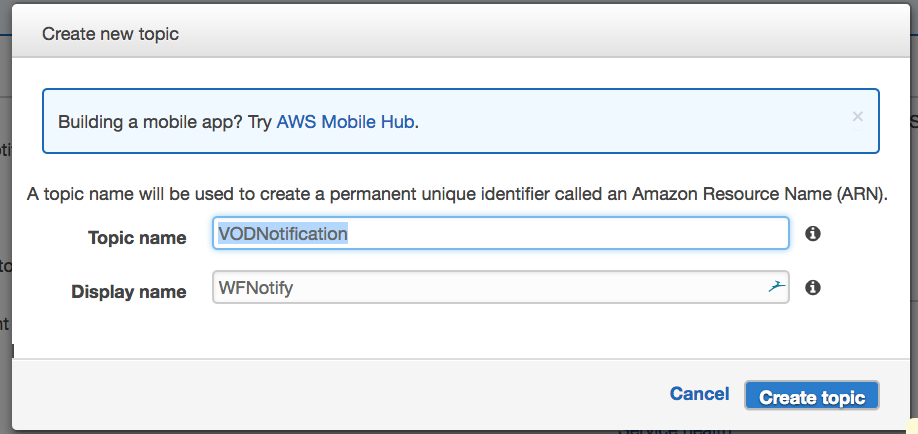 Create new topic
Building a mobile app? Try AWS Mobile Hub.
A topic name will be used to create a permanent unique identifier called an Amazon Resource Name (ARN).
Topic name VODNotification
Display name WFNotify
Cancel Create topic